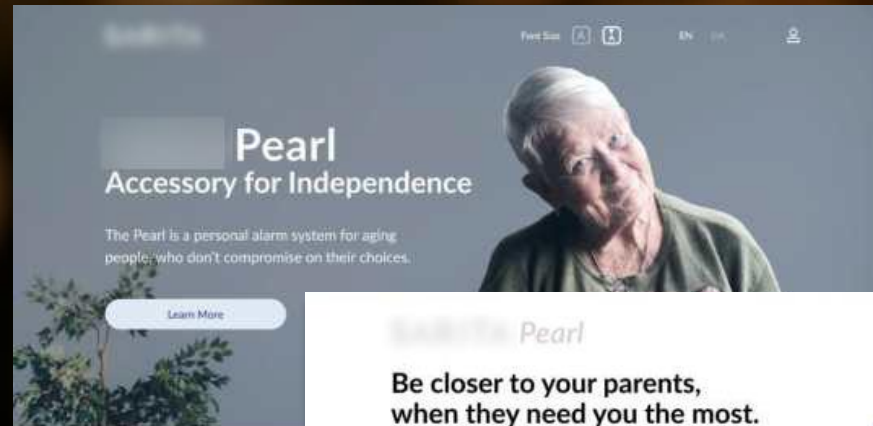 Font Size A A EN DA
Pearl
Accessory for Independence
The Pearl is a personal alarm system for aging
people, who don't compromise on their choices.
Learn More
Pearl
Be closer to your parents,
when they need you the most.